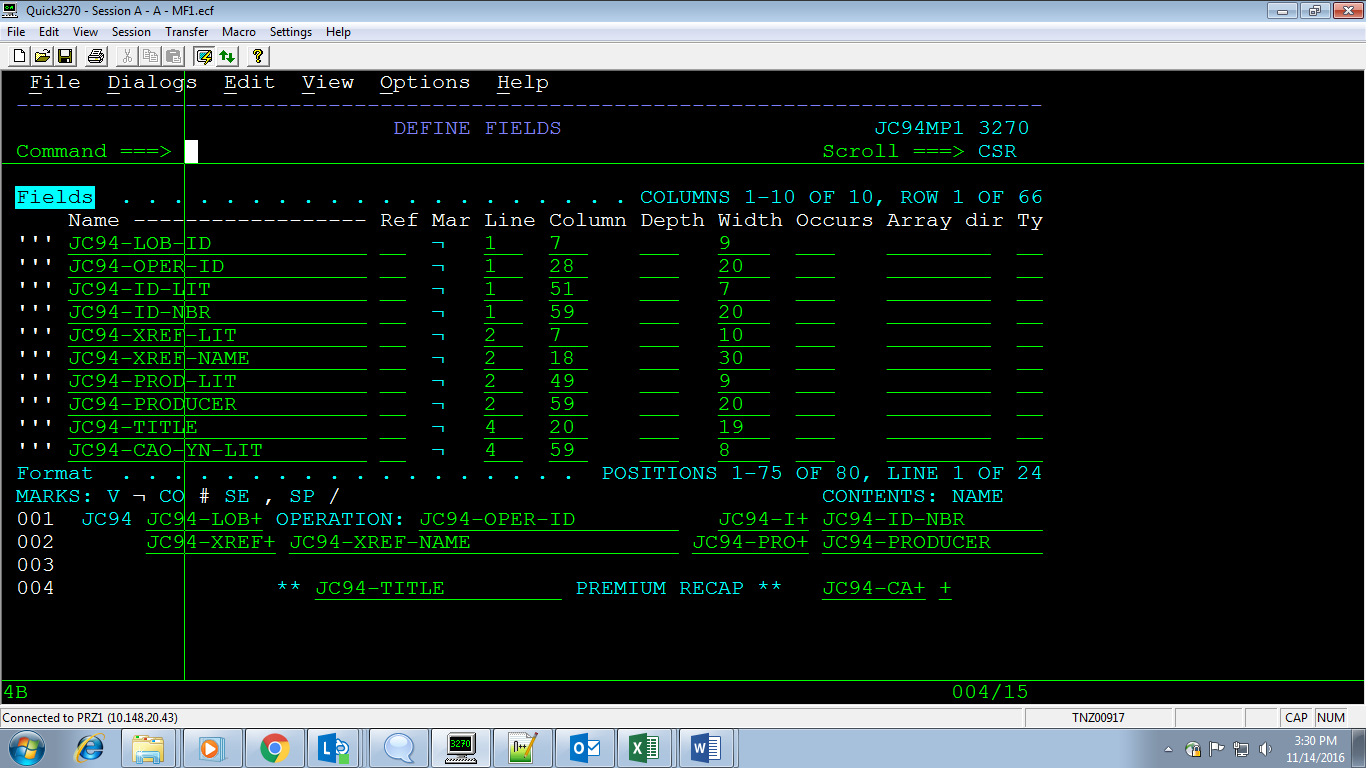 Quick3270 - Session A - A - MF1.ecf
File Edit View Session Transfer Macro Settings Help
File Dialogs Edit View Options Help
--------------------------------------------------------------------------------
DEFINE FIELDS JC94MP1 3270
Command ===> Scroll ===> CSR
Fields . . . . . . . . . . . . . . . . . . . . COLUMNS 1-10 OF 10, ROW 1 OF 66
Name ------------------ Ref Mar Line Column Depth Width Occurs Array dir Ty
''' JC94-LOB-ID ¬ 1 7 9
''' JC94-OPER-ID ¬ 1 28 20
''' JC94-ID-LIT ¬ 1 51 7
''' JC94-ID-NBR ¬ 1 59 20
''' JC94-XREF-LIT ¬ 2 7 10
''' JC94-XREF-NAME ¬ 2 18 30
''' JC94-PROD-LIT ¬ 2 49 9
''' JC94-PRODUCER ¬ 2 59 20
''' JC94-TITLE ¬ 4 20 19
''' JC94-CAO-YN-LIT ¬ 4 59 8
Format . . . . . . . . . . . . . . . . . . POSITIONS 1-75 OF 80, LINE 1 OF 24
MARKS: V ¬ CO # SE , SP / CONTENTS: NAME
001 JC94 JC94-LOB+ OPERATION: JC94-OPER-ID JC94-I+ JC94-ID-NBR
002 JC94-XREF+ JC94-XREF-NAME JC94-PRO+ JC94-PRODUCER
003
004 ** JC94-TITLE PREMIUM RECAP ** JC94-CA+ +
4B 004/15
Connected to PRZ1 (10.148.20.43) TNZ00917 CAP NUM
3270
3:30 PM
11/14/2016